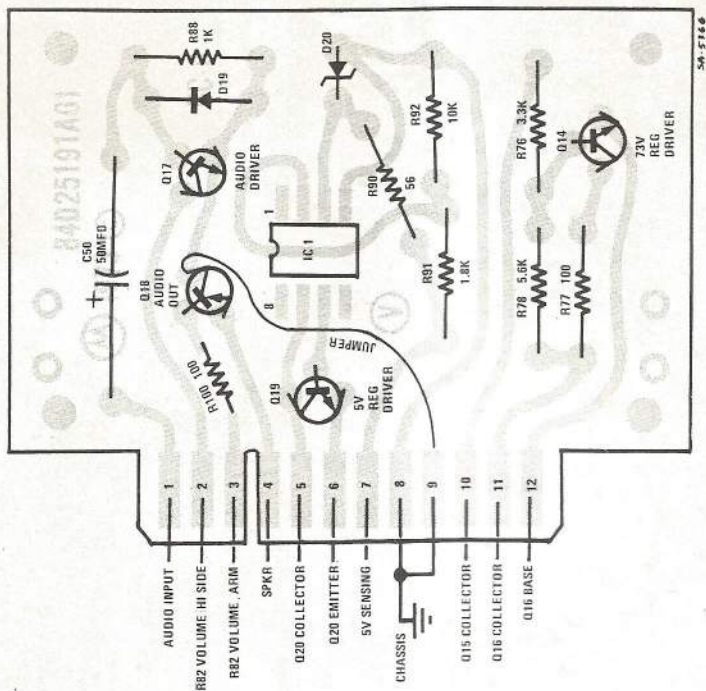 R88
1K
D19
D20
R92
10K
R76 3.3K
Q14
73V
REG
DRIVER
SA-5766
R4D25191AG1
C50
50MFD
+
Q17
AUDIO
DRIVER
R90
56
1
IC 1
8
Q18
AUDIO
OUT
R91
1.8K
R78 5.6K
R77 100
R100 100
JUMPER
Q19
5V
REG
DRIVER
V
AUDIO INPUT 1
R82 VOLUME HI SIDE 2
R82 VOLUME, ARM 3
SPKR 4
Q20 COLLECTOR 5
Q20 EMITTER 6
5V SENSING 7
CHASSIS 8
9
Q15 COLLECTOR 10
Q16 COLLECTOR 11
Q16 BASE 12